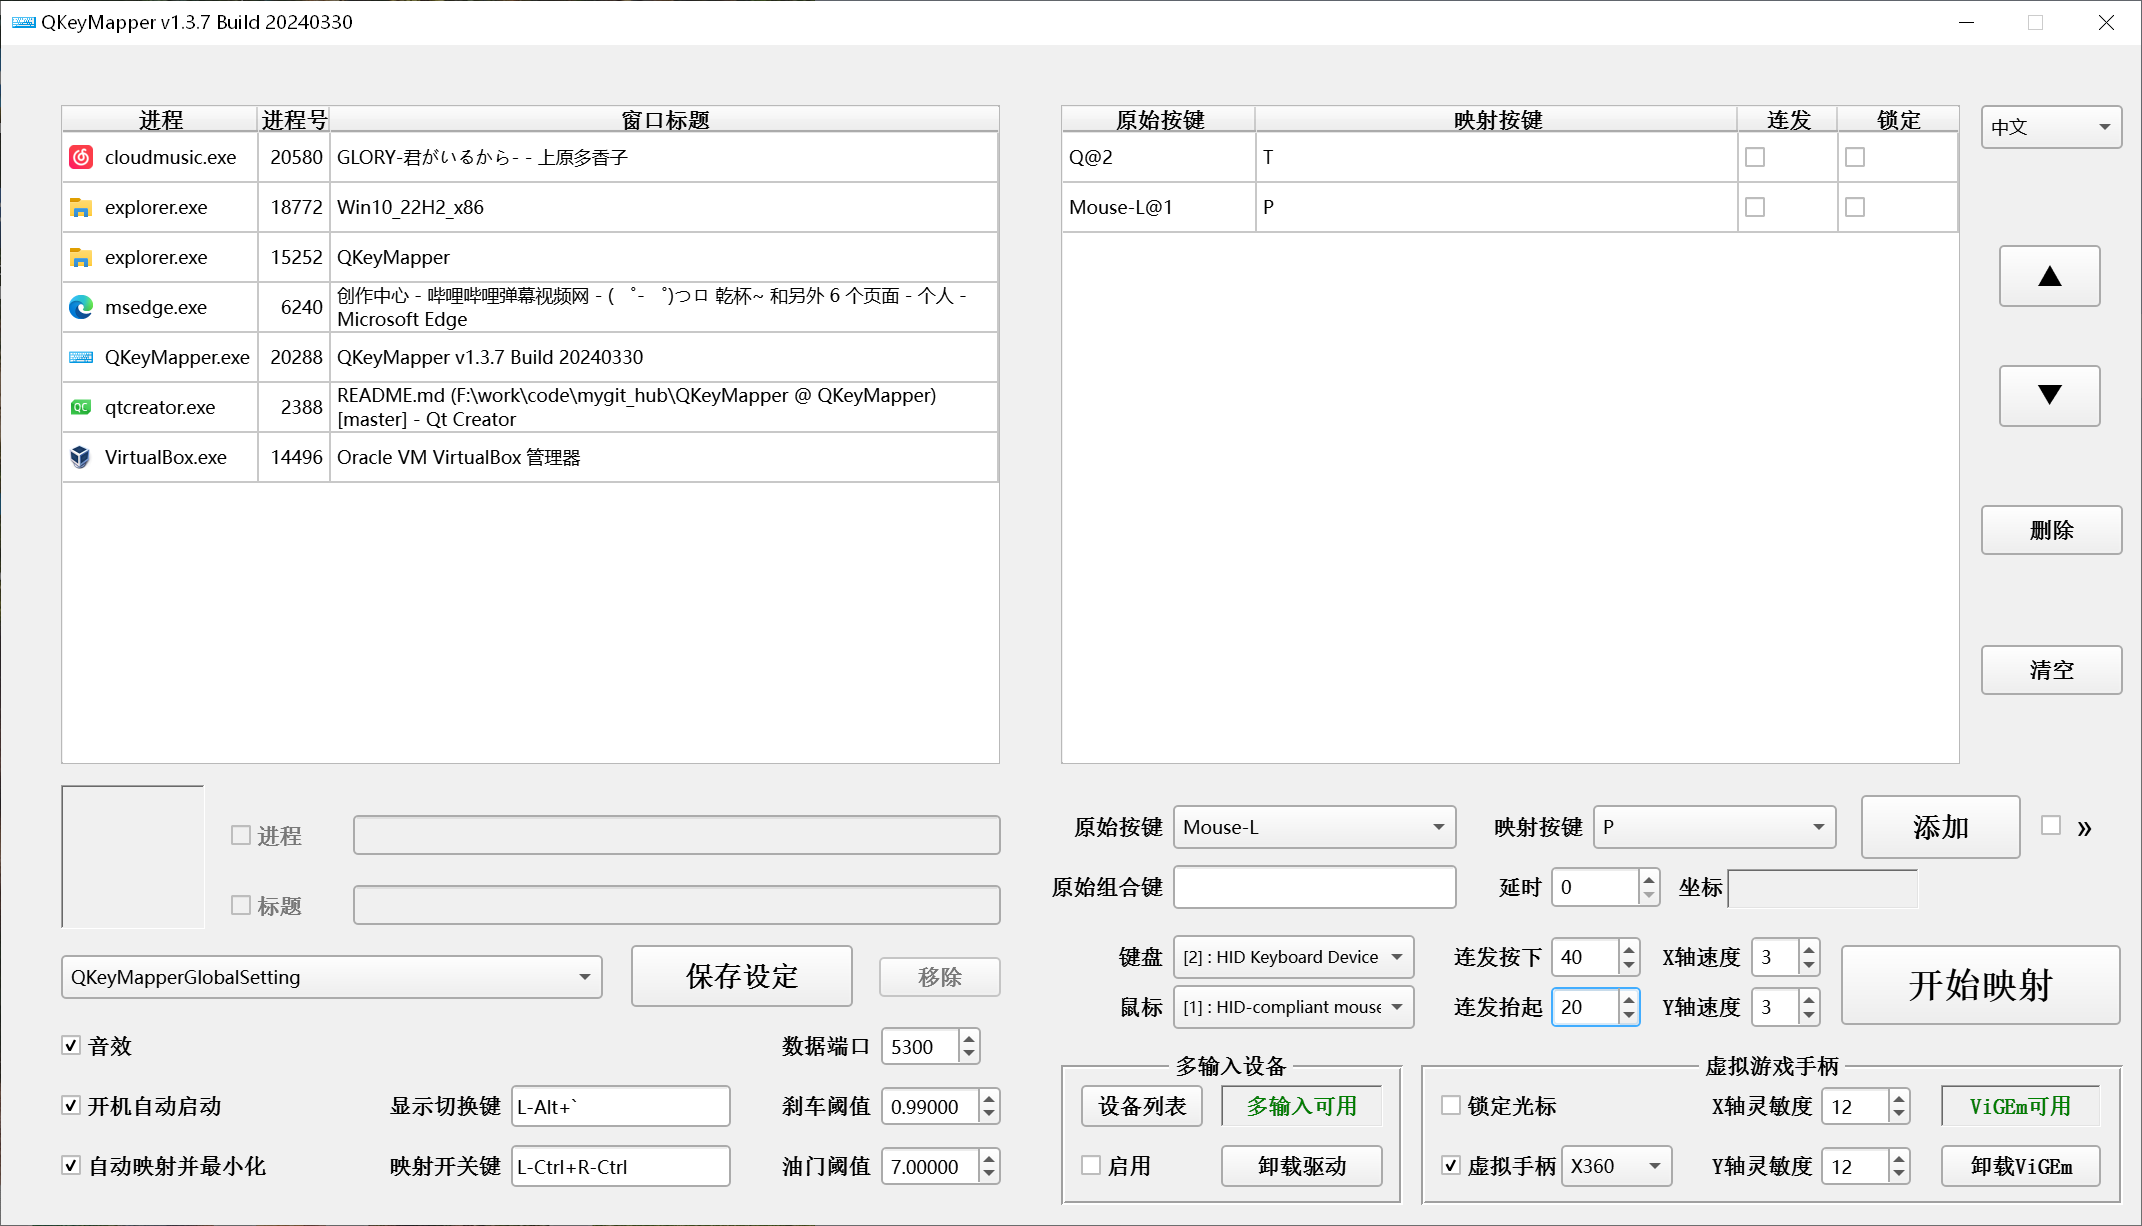 QKeyMapper v1.3.7 Build 20240330
进程 进程号 窗口标题
cloudmusic.exe 20580 GLORY-君がいるから- - 上原多香子
explorer.exe 18772 Win10_22H2_x86
explorer.exe 15252 QKeyMapper
msedge.exe 6240 创作中心 - 哔哩哔哩弹幕视频网 - ( ゜- ゜)つロ 乾杯~ 和另外 6 个页面 - 个人 -
Microsoft Edge
QKeyMapper.exe 20288 QKeyMapper v1.3.7 Build 20240330
qtcreator.exe 2388 README.md (F:\work\code\mygit_hub\QKeyMapper @ QKeyMapper)
[master] - Qt Creator
VirtualBox.exe 14496 Oracle VM VirtualBox 管理器
进程
标题
QKeyMapperGlobalSetting 保存设定 移除
音效 数据端口 5300
开机自动启动 显示切换键 L-Alt+` 刹车阈值 0.99000
自动映射并最小化 映射开关键 L-Ctrl+R-Ctrl 油门阈值 7.00000
原始按键 映射按键 连发 锁定
Q@2 T
Mouse-L@1 P
中文
▲
▼
删除
清空
原始按键 Mouse-L 映射按键 P 添加 »
原始组合键 延时 0 坐标
键盘 [2] : HID Keyboard Device 连发按下 40 X轴速度 3
鼠标 [1] : HID-compliant mouse 连发抬起 20 Y轴速度 3
开始映射
多输入设备
设备列表 多输入可用
启用 卸载驱动
虚拟游戏手柄
锁定光标 X轴灵敏度 12 ViGEm可用
虚拟手柄 X360 Y轴灵敏度 12 卸载ViGEm